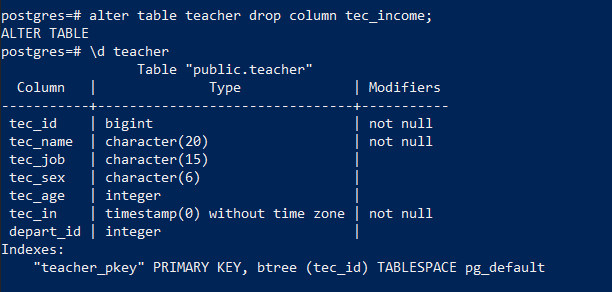 postgres=# alter table teacher drop column tec_income;
ALTER TABLE
postgres=# \d teacher
                 Table "public.teacher"
  Column   |              Type              | Modifiers
-----------+--------------------------------+-----------
 tec_id    | bigint                         | not null
 tec_name  | character(20)                  | not null
 tec_job   | character(15)                  |
 tec_sex   | character(6)                   |
 tec_age   | integer                        |
 tec_in    | timestamp(0) without time zone | not null
 depart_id | integer                        |
Indexes:
    "teacher_pkey" PRIMARY KEY, btree (tec_id) TABLESPACE pg_default